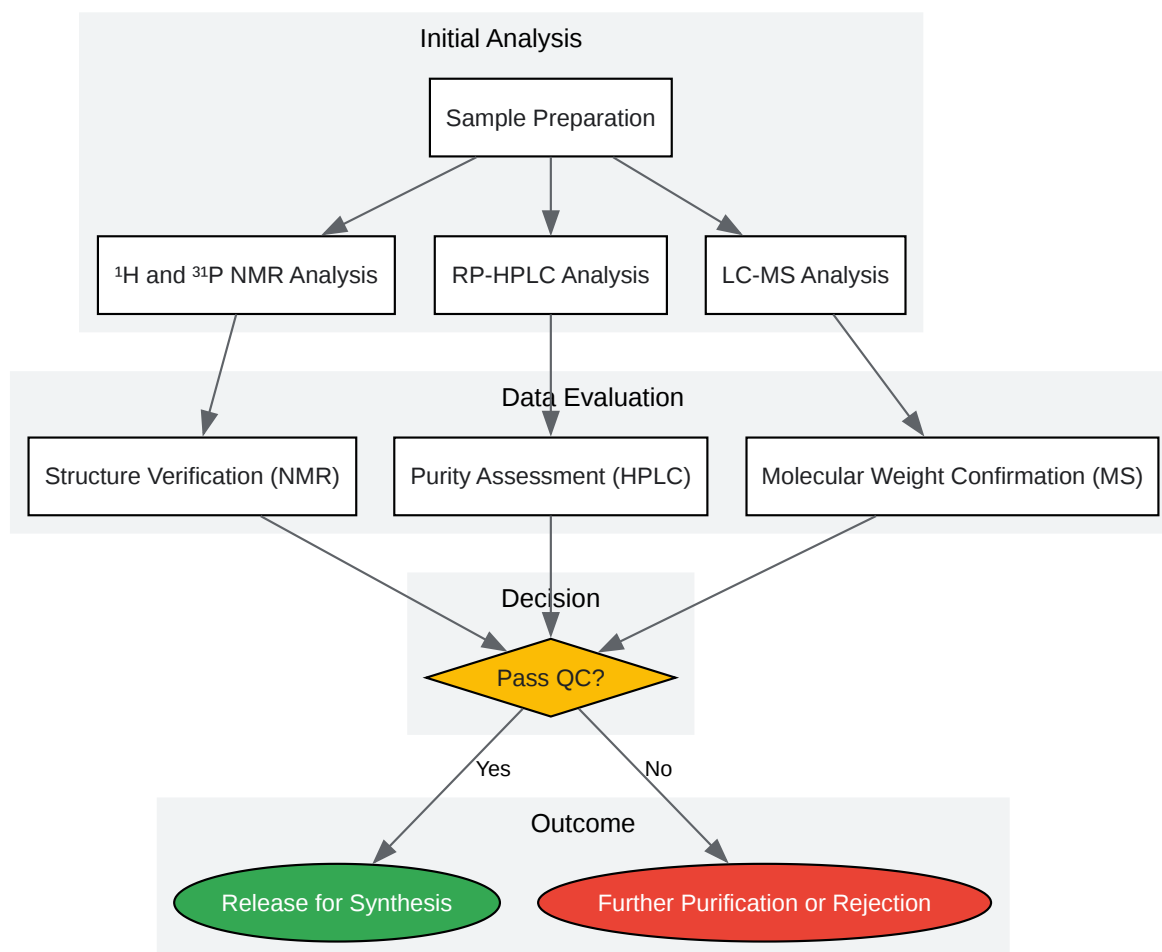 Initial Analysis
Sample Preparation
¹H and ³¹P NMR Analysis
RP-HPLC Analysis
LC-MS Analysis
Data Evaluation
Structure Verification (NMR)
Purity Assessment (HPLC)
Molecular Weight Confirmation (MS)
Decision
Pass QC?
Yes
No
Outcome
Release for Synthesis
Further Purification or Rejection